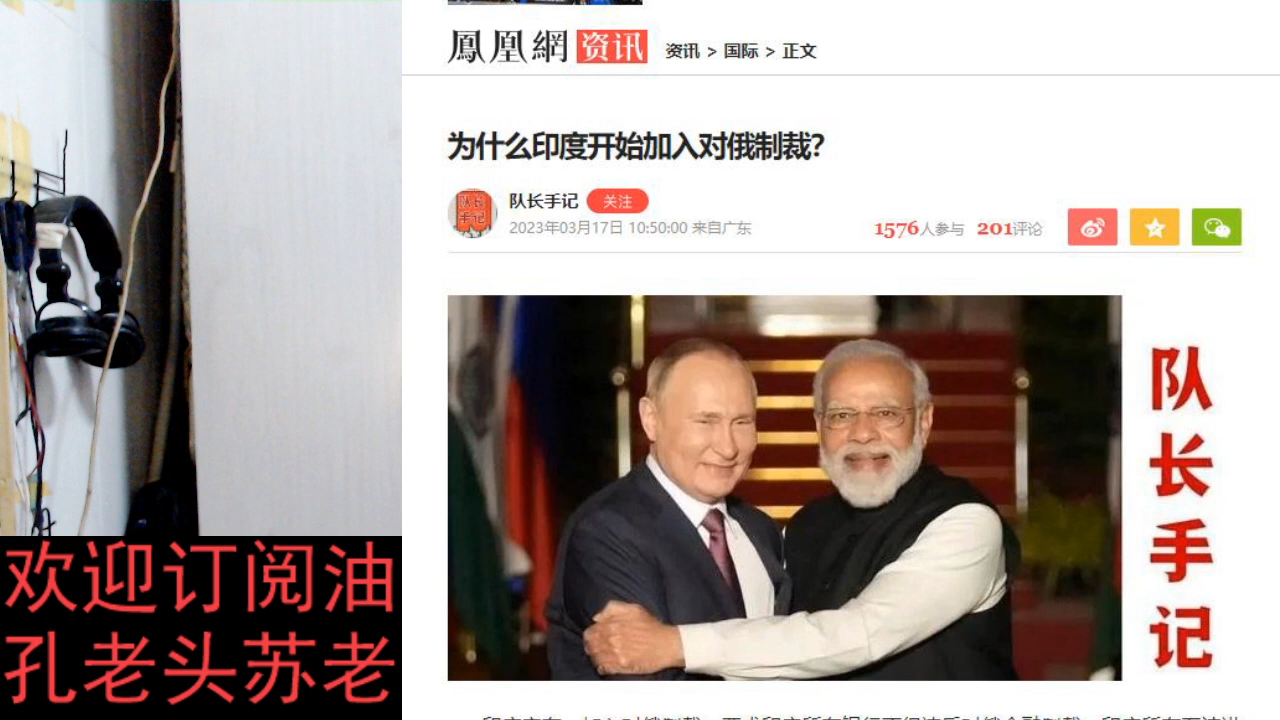 鳳凰網 资讯 资讯 > 国际 > 正文
为什么印度开始加入对俄制裁？
队长手记 关注
2023年03月17日 10:50:00 来自广东 1576人参与 201评论
队长手记
队
长
手
记
欢迎订阅油
孔老头苏老